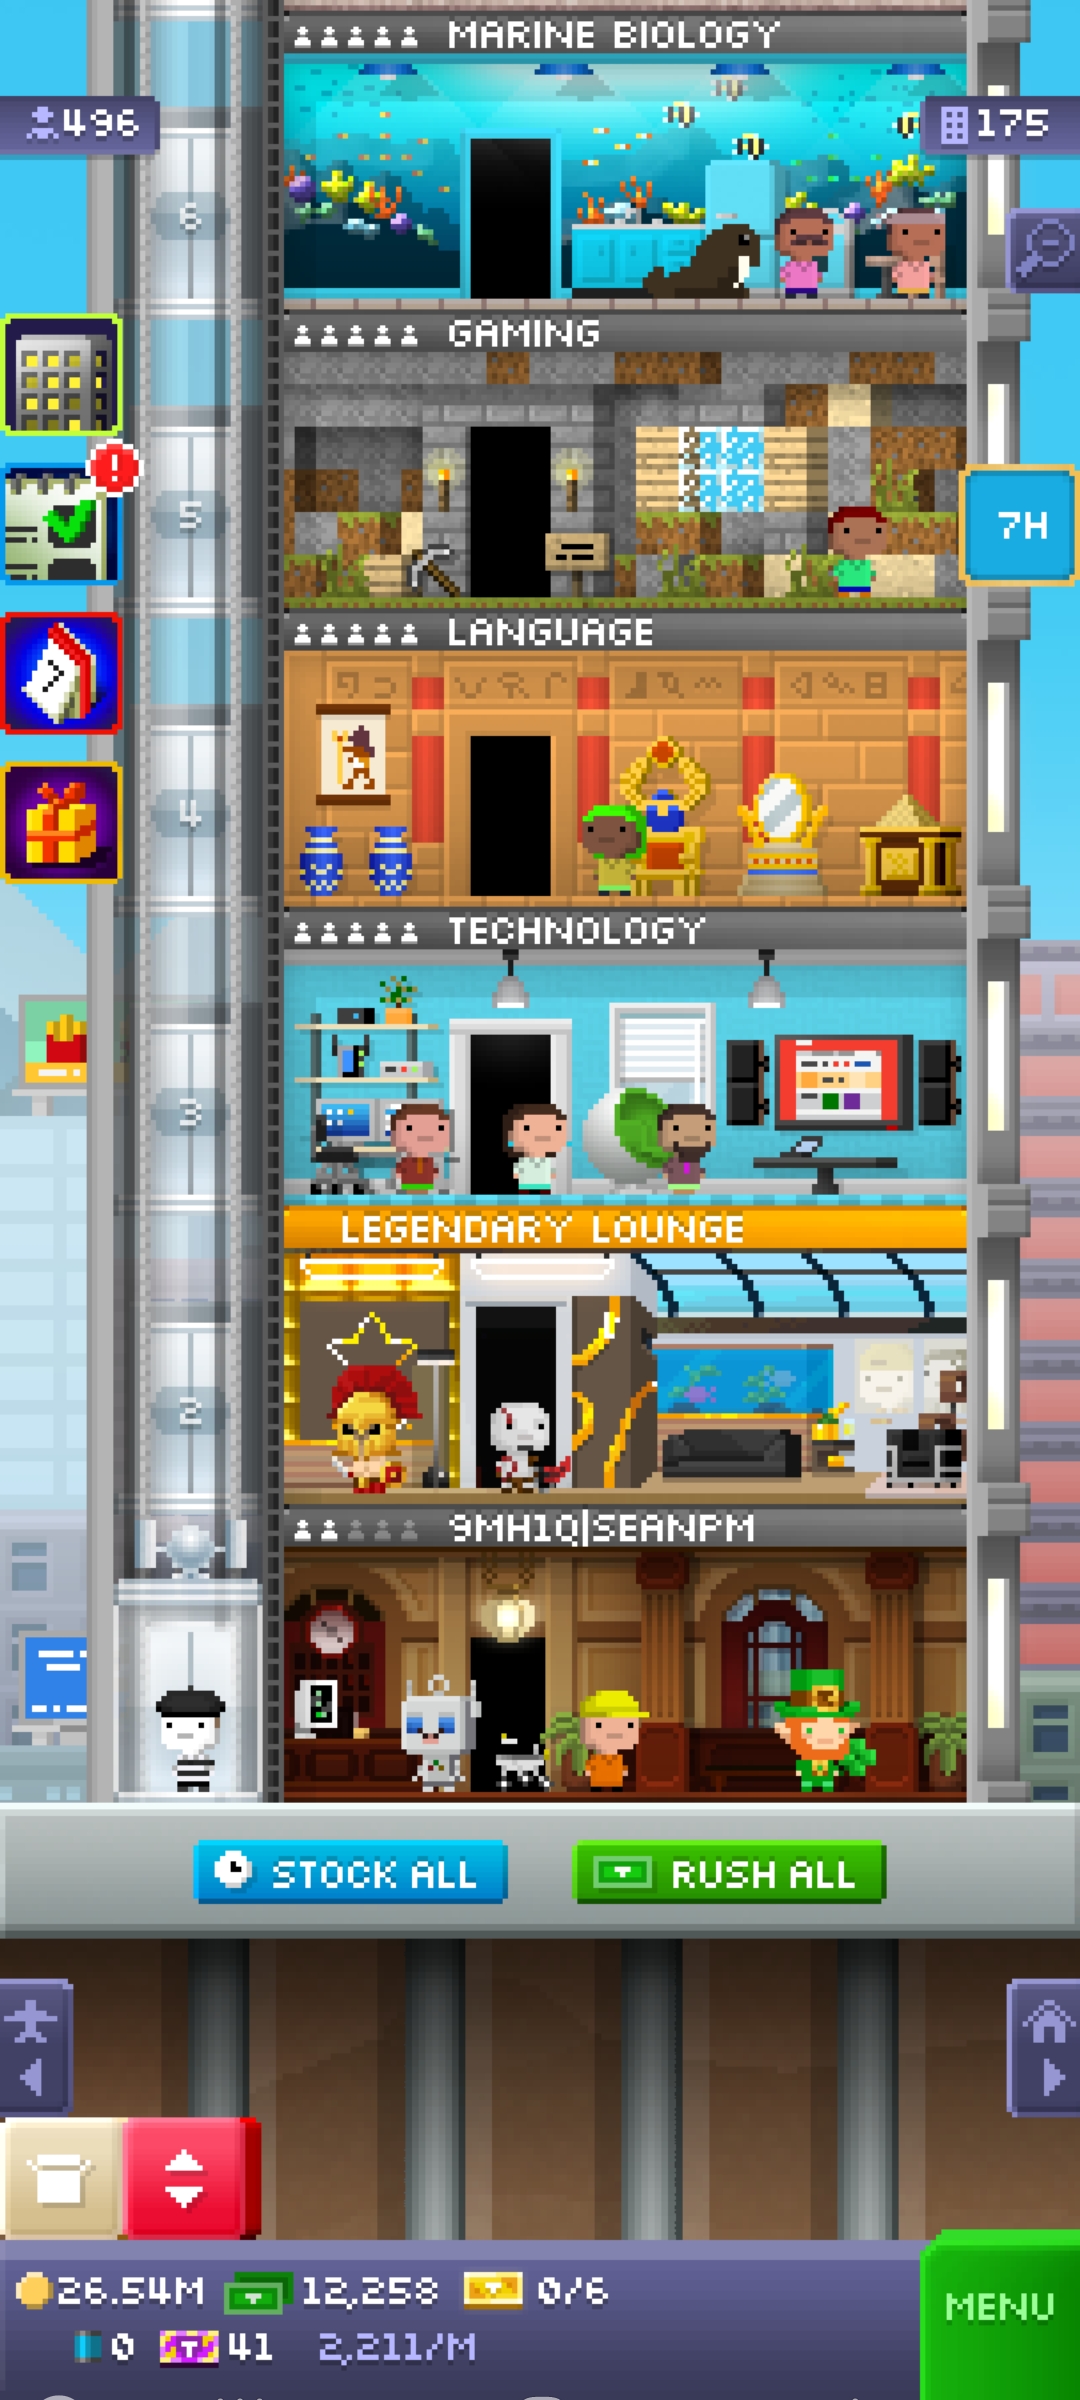 MARINE BIOLOGY
496
175
6
GAMING
5
7H
LANGUAGE
4
TECHNOLOGY
3
LEGENDARY LOUNGE
2
9MH1Q|SEANPM
STOCK ALL
RUSH ALL
26.54M 12,258 0/6
0 41 2,211/M
MENU